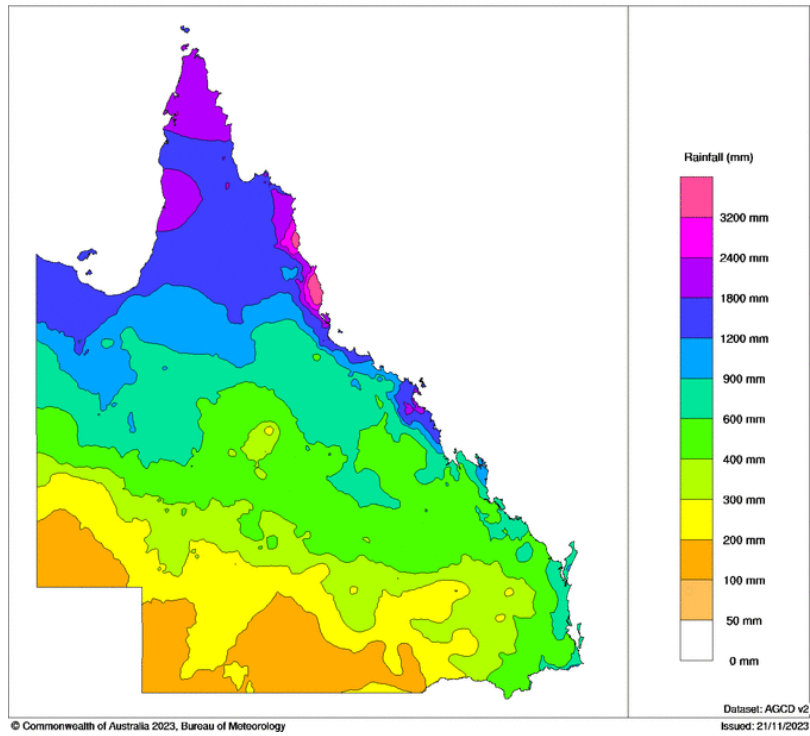 Rainfall (mm)
3200 mm
2400 mm
1800 mm
1200 mm
900 mm
600 mm
400 mm
300 mm
200 mm
100 mm
50 mm
0 mm
Dataset: AGCD v2
© Commonwealth of Australia 2023, Bureau of Meteorology
Issued: 21/11/2023